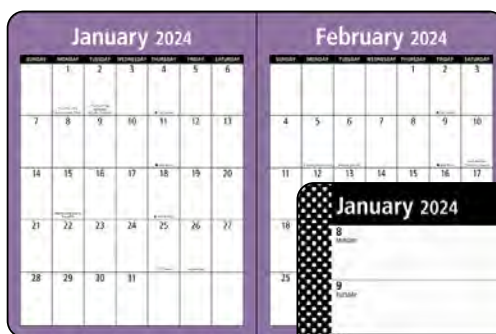 January 2024
SUNDAY MONDAY TUESDAY WEDNESDAY THURSDAY FRIDAY SATURDAY
1 2 3 4 5 6
7 8 9 10 11 12 13
14 15 16 17 18 19 20
21 22 23 24 25 26 27
28 29 30 31
February 2024
SUNDAY MONDAY TUESDAY WEDNESDAY THURSDAY FRIDAY SATURDAY
1 2 3
4 5 6 7 8 9 10
11 12 13 14 15 16 17
18
25
January 2024
8
MONDAY
9
TUESDAY